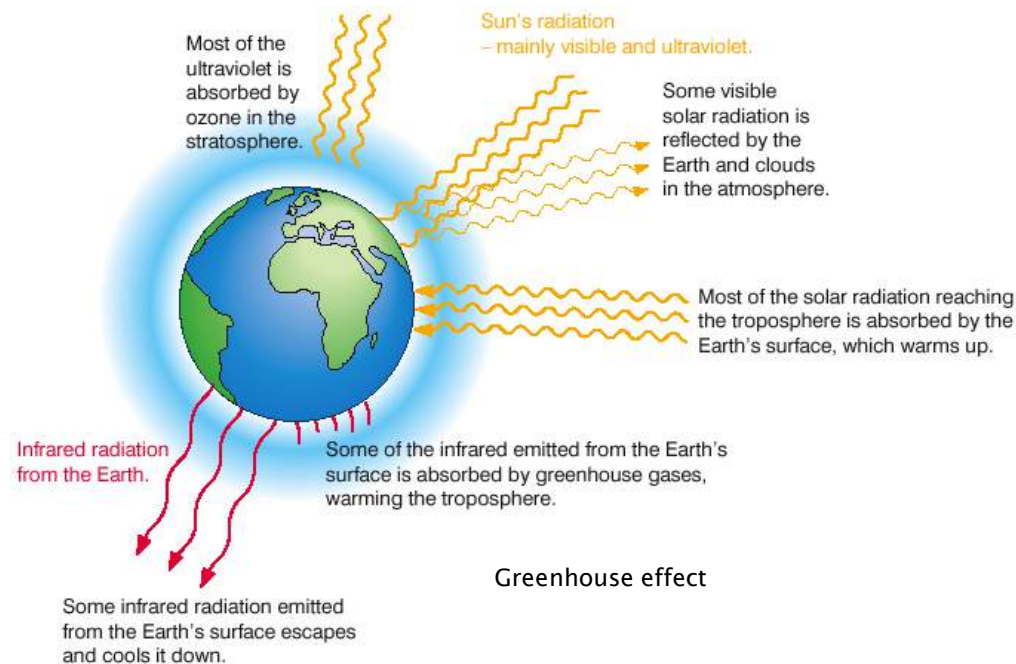 Most of the
ultraviolet is
absorbed by
ozone in the
stratosphere.
Sun's radiation
– mainly visible and ultraviolet.
Some visible
solar radiation is
reflected by the
Earth and clouds
in the atmosphere.
Most of the solar radiation reaching
the troposphere is absorbed by the
Earth's surface, which warms up.
Infrared radiation
from the Earth.
Some of the infrared emitted from the Earth's
surface is absorbed by greenhouse gases,
warming the troposphere.
Greenhouse effect
Some infrared radiation emitted
from the Earth's surface escapes
and cools it down.